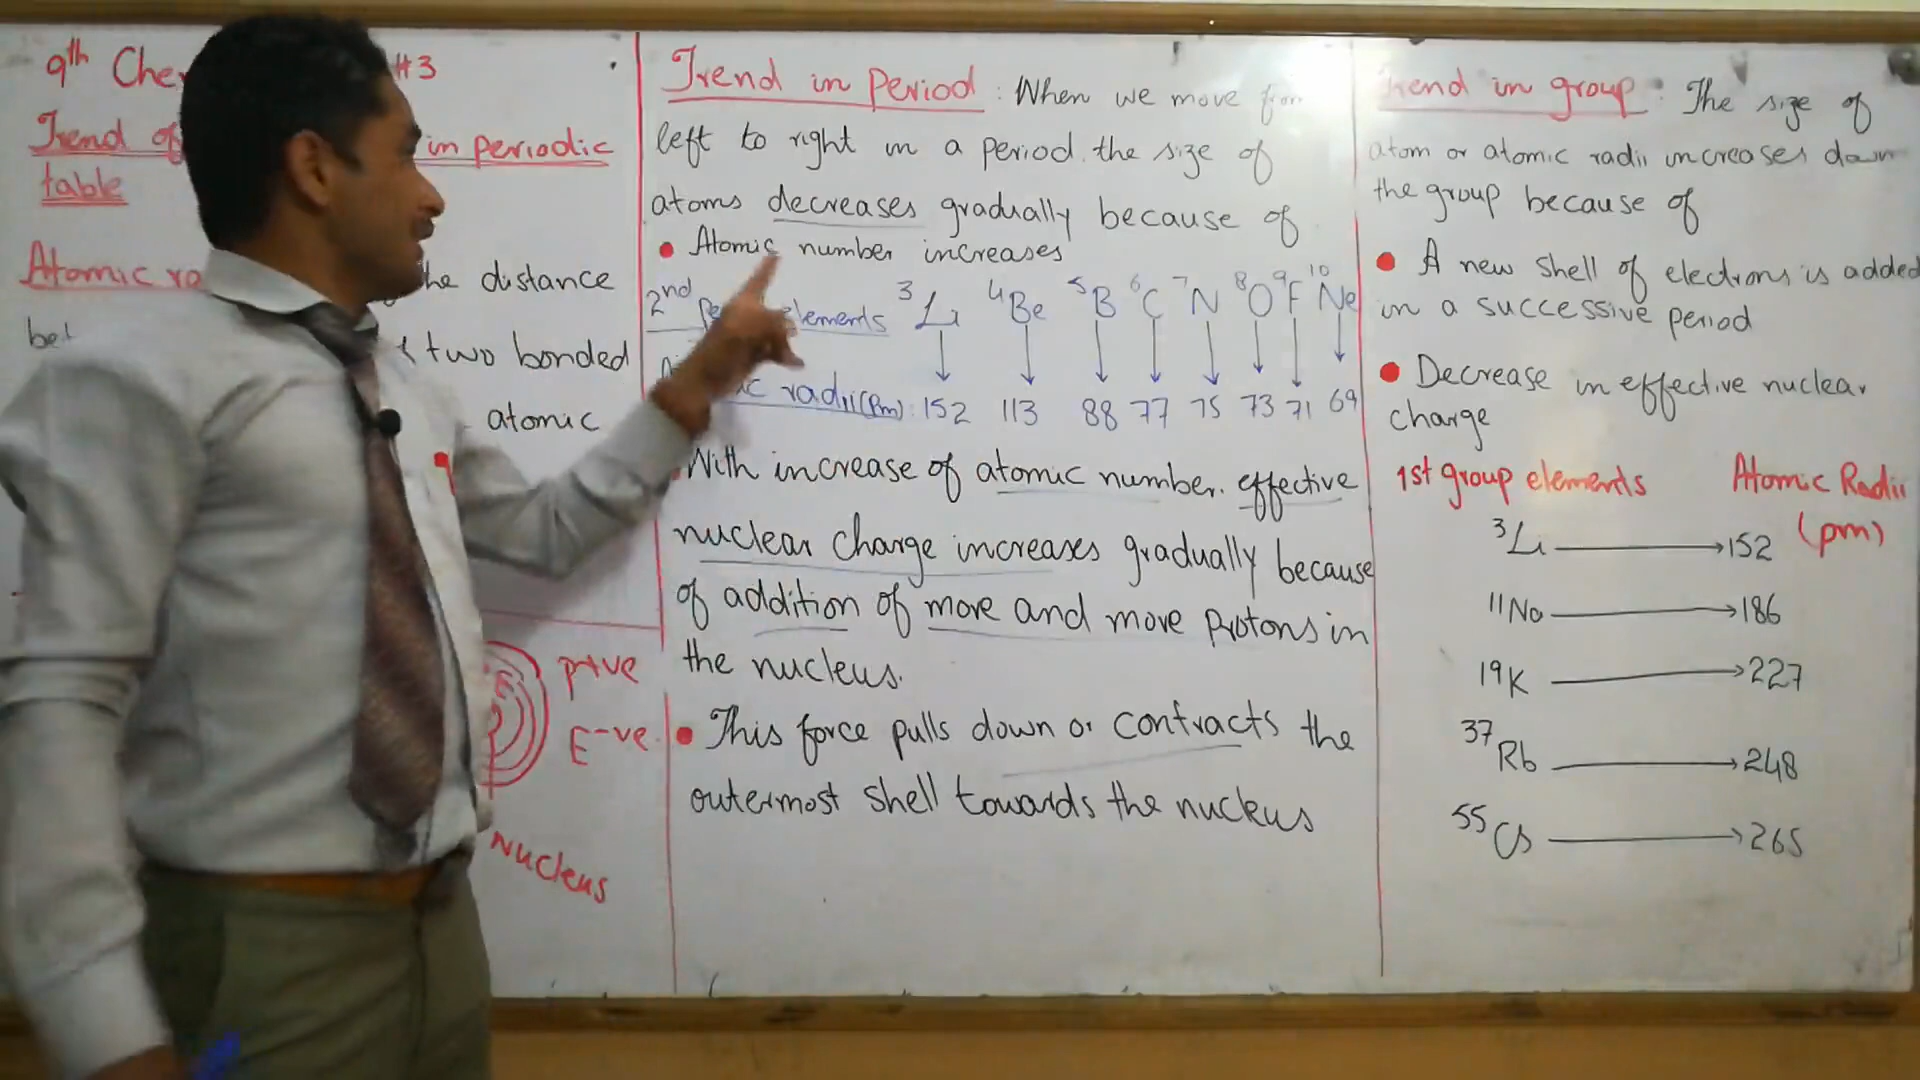 9th Che #3
Trend of in periodic
table
Atomic the distance
two bonded
atomic
p+ve
E-ve
nucleus
Trend in Period: When we move from
left to right in a period. the size of
atoms decreases gradually because of
• Atomic number increases
2nd elements 3Li 4Be 5B 6C 7N 8O 9F 10Ne
radii(Pm): 152 113 88 77 75 73 71 69
• With increase of atomic number. effective
nuclear charge increases gradually because
of addition of more and more protons in
the nucleus.
• This force pulls down or contracts the
outermost shell towards the nucleus
Trend in group: The size of
atom or atomic radii increases down
the group because of
• A new shell of electrons is added
in a successive period
• Decrease in effective nuclear
charge
1st group elements Atomic Radii
(pm)
3Li → 152
11Na → 186
19K → 227
37Rb → 248
55Cs → 265